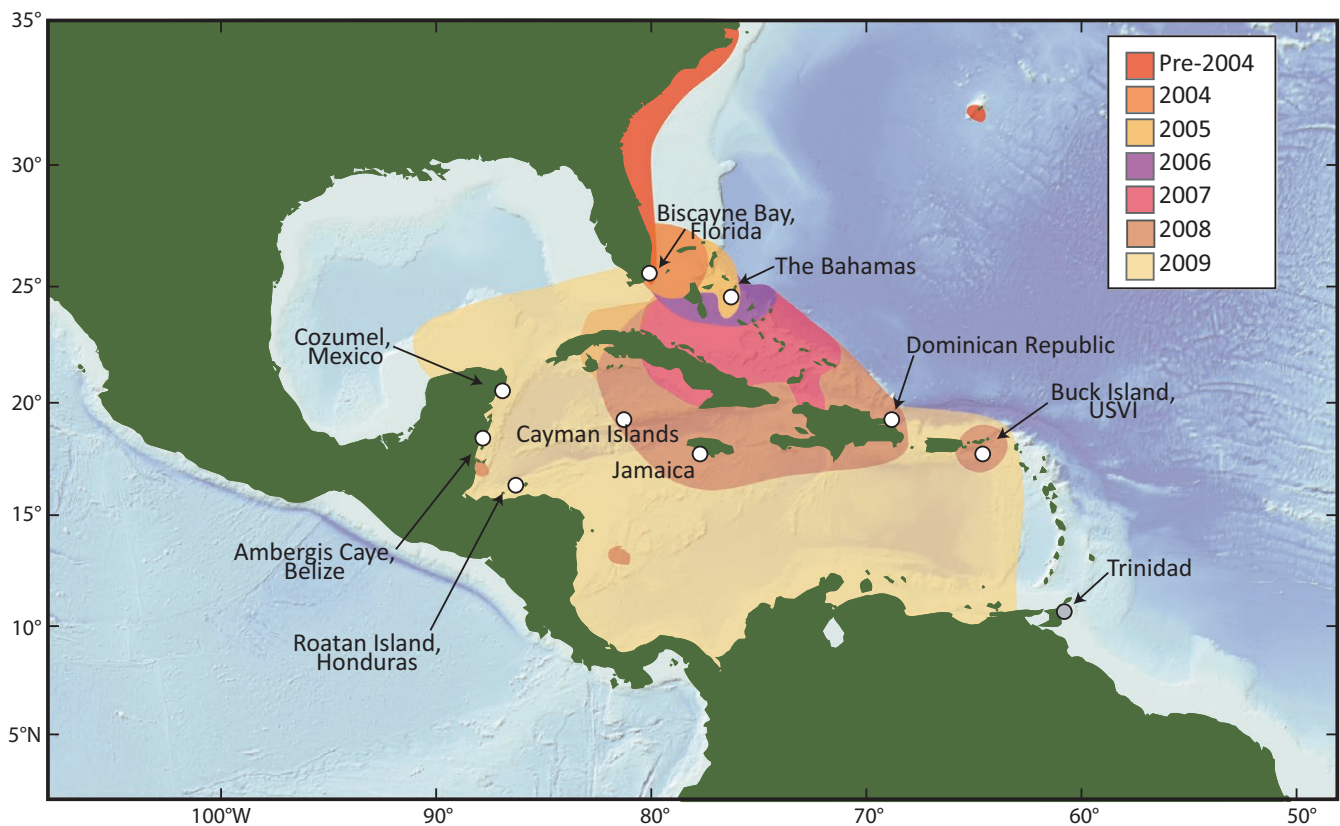 35°
30°
25°
20°
15°
10°
5°N
100°W
90°
80°
70°
60°
50°
Pre-2004
2004
2005
2006
2007
2008
2009
Biscayne Bay,
Florida
The Bahamas
Cozumel,
Mexico
Dominican Republic
Buck Island,
USVI
Cayman Islands
Jamaica
Ambergis Caye,
Belize
Trinidad
Roatan Island,
Honduras